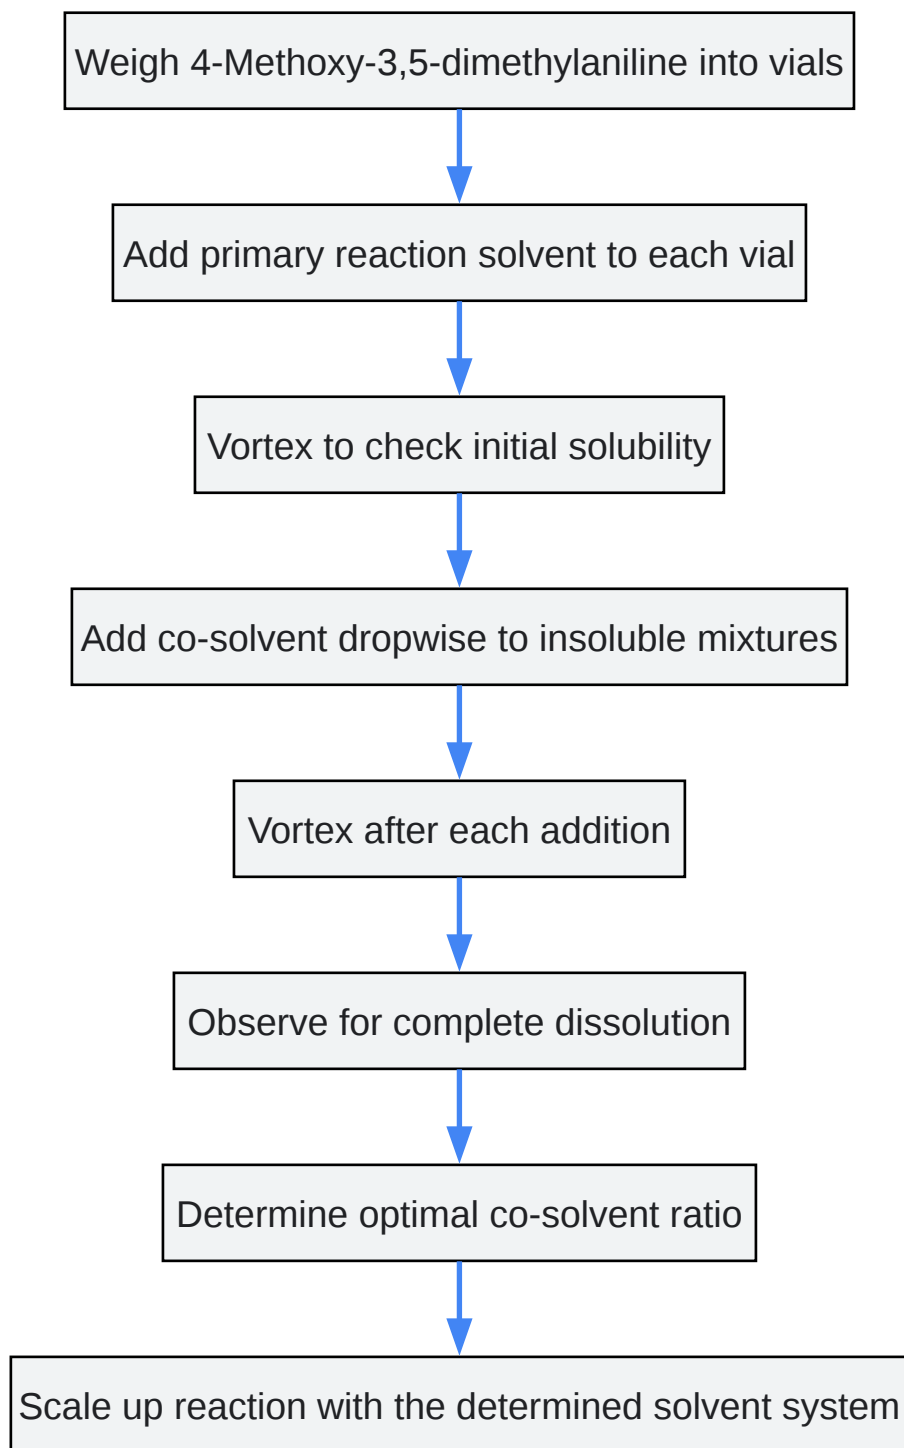 Weigh 4-Methoxy-3,5-dimethylaniline into vials
Add primary reaction solvent to each vial
Vortex to check initial solubility
Add co-solvent dropwise to insoluble mixtures
Vortex after each addition
Observe for complete dissolution
Determine optimal co-solvent ratio
Scale up reaction with the determined solvent system